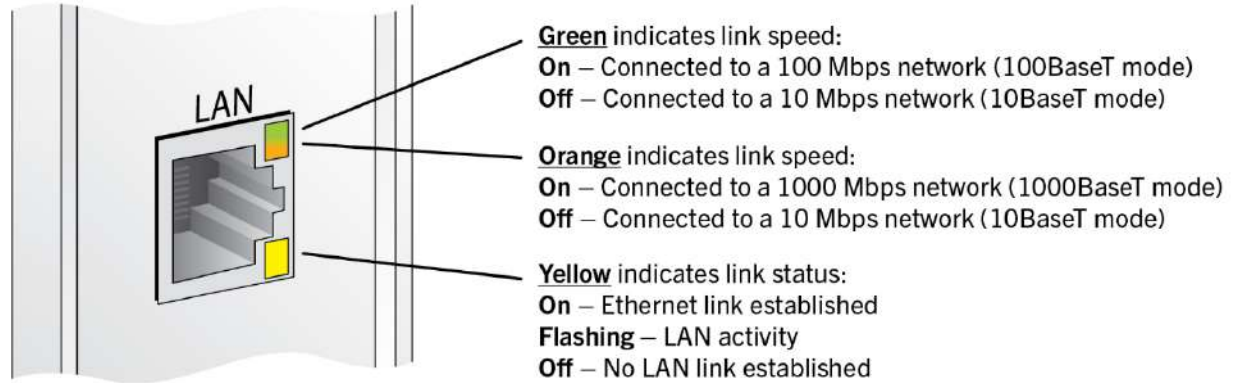 LAN
Green indicates link speed:
On – Connected to a 100 Mbps network (100BaseT mode)
Off – Connected to a 10 Mbps network (10BaseT mode)
Orange indicates link speed:
On – Connected to a 1000 Mbps network (1000BaseT mode)
Off – Connected to a 10 Mbps network (10BaseT mode)
Yellow indicates link status:
On – Ethernet link established
Flashing – LAN activity
Off – No LAN link established